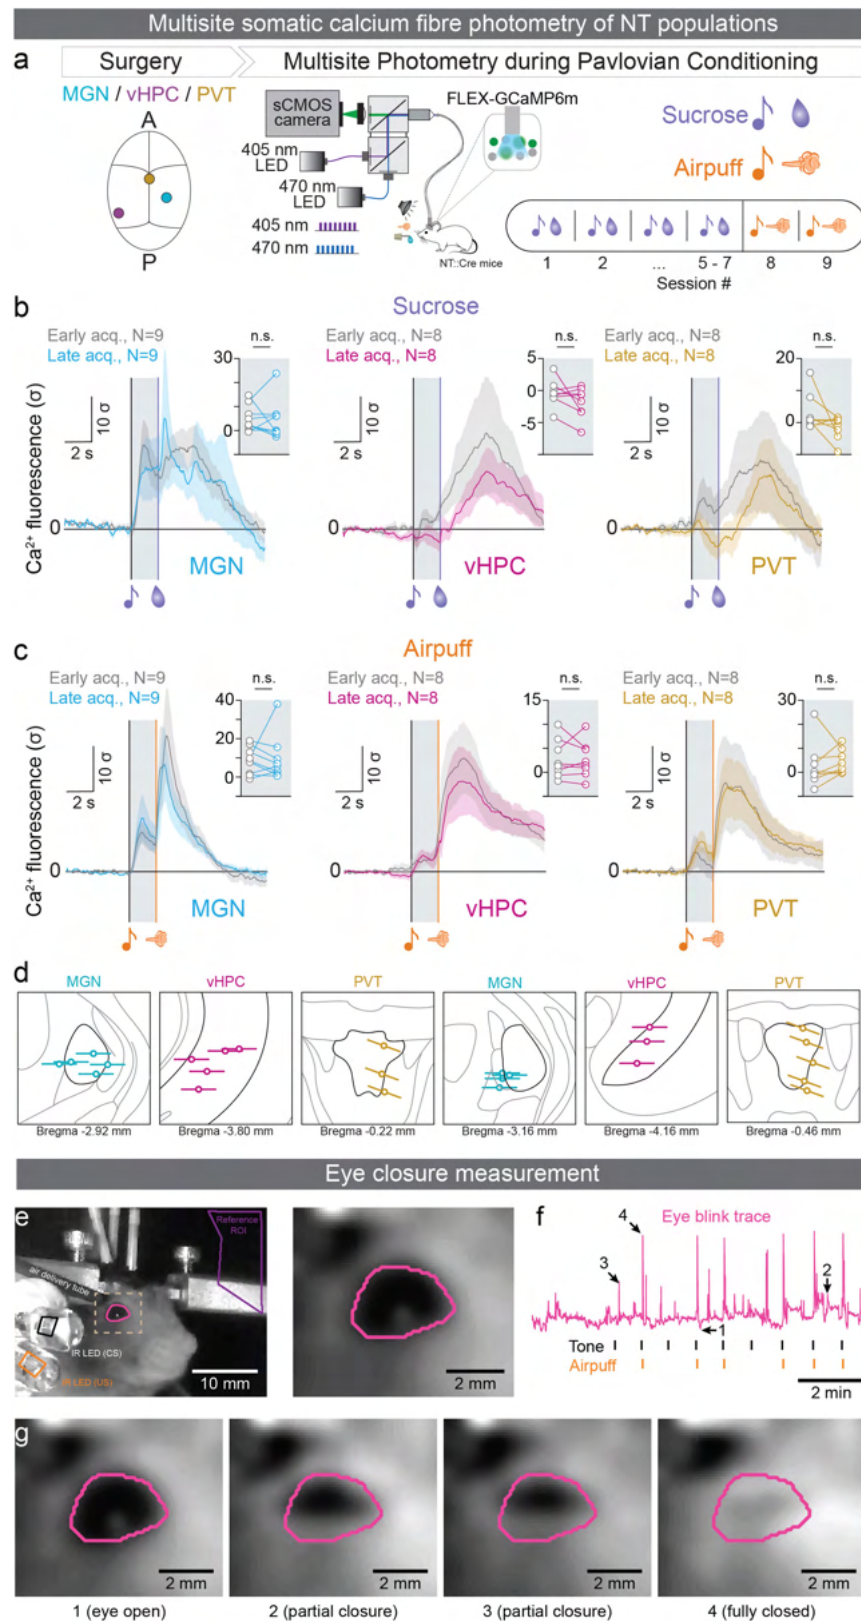 Multisite somatic calcium fibre photometry of NT populations
a
Surgery
Multisite Photometry during Pavlovian Conditioning
MGN / vHPC / PVT
A
P
sCMOS
camera
405 nm
LED
470 nm
LED
405 nm
470 nm
FLEX-GCaMP6m
NT::Cre mice
Sucrose
Airpuff
1 2 ... 5 - 7 8 9
Session #
b
Sucrose
Early acq., N=9
Late acq., N=9
n.s.
30
0
Ca²⁺ fluorescence (σ)
10 σ
2 s
0
MGN
Early acq., N=8
Late acq., N=8
n.s.
5
0
-5
10 σ
2 s
0
vHPC
Early acq., N=8
Late acq., N=8
n.s.
20
0
10 σ
2 s
0
PVT
c
Airpuff
Early acq., N=9
Late acq., N=9
n.s.
40
20
0
Ca²⁺ fluorescence (σ)
10 σ
2 s
0
MGN
Early acq., N=8
Late acq., N=8
n.s.
15
0
10 σ
2 s
0
vHPC
Early acq., N=8
Late acq., N=8
n.s.
30
0
10 σ
2 s
0
PVT
d
MGN vHPC PVT MGN vHPC PVT
Bregma -2.92 mm Bregma -3.80 mm Bregma -0.22 mm Bregma -3.16 mm Bregma -4.16 mm Bregma -0.46 mm
Eye closure measurement
e
Reference
ROI
air delivery tube
IR LED (CS)
IR LED (US)
10 mm
2 mm
f
Eye blink trace
4
3
2
1
Tone
Airpuff
2 min
g
2 mm 2 mm 2 mm 2 mm
1 (eye open) 2 (partial closure) 3 (partial closure) 4 (fully closed)